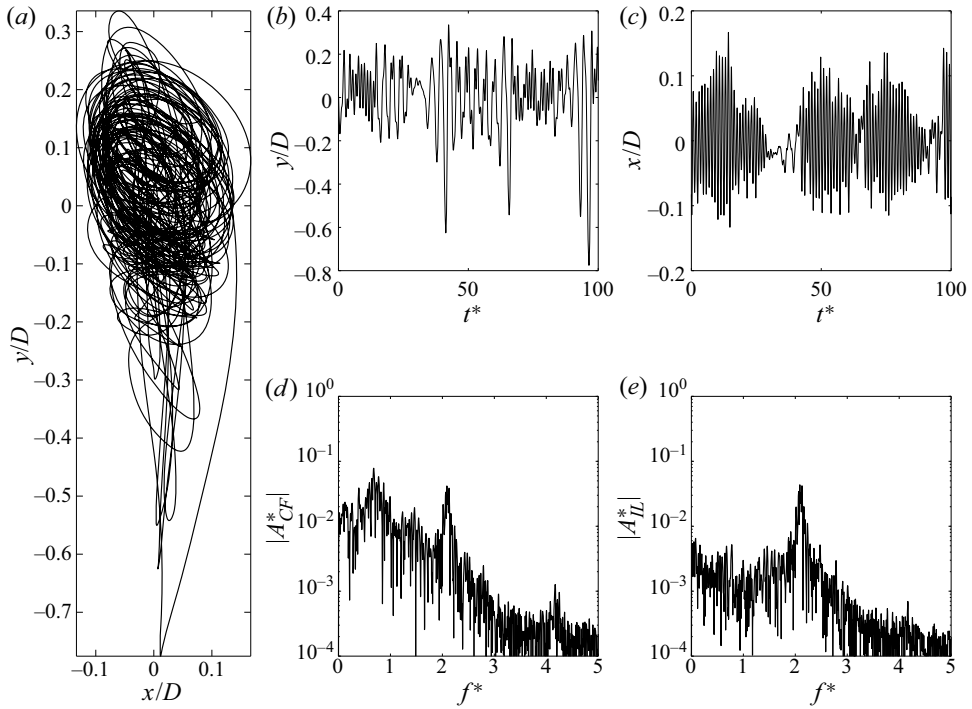 (a)
0.3
0.2
0.1
0
–0.1
–0.2
–0.3
–0.4
–0.5
–0.6
–0.7
y/D
–0.1 0 0.1
x/D
(b)
0.4
0.2
0
–0.2
–0.4
–0.6
–0.8
y/D
0 50 100
t*
(c)
0.2
0.1
0
–0.1
–0.2
x/D
0 50 100
t*
(d)
10⁰
10⁻¹
10⁻²
10⁻³
10⁻⁴
|A*CF|
0 1 2 3 4 5
f*
(e)
10⁰
10⁻¹
10⁻²
10⁻³
10⁻⁴
|A*IL|
0 1 2 3 4 5
f*